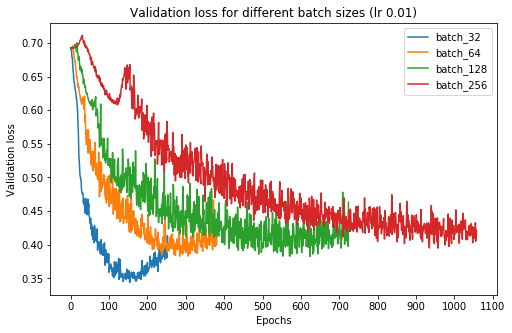 Validation loss for different batch sizes (lr 0.01)
batch_32
batch_64
batch_128
batch_256
Validation loss
0.70
0.65
0.60
0.55
0.50
0.45
0.40
0.35
0 100 200 300 400 500 600 700 800 900 1000 1100
Epochs